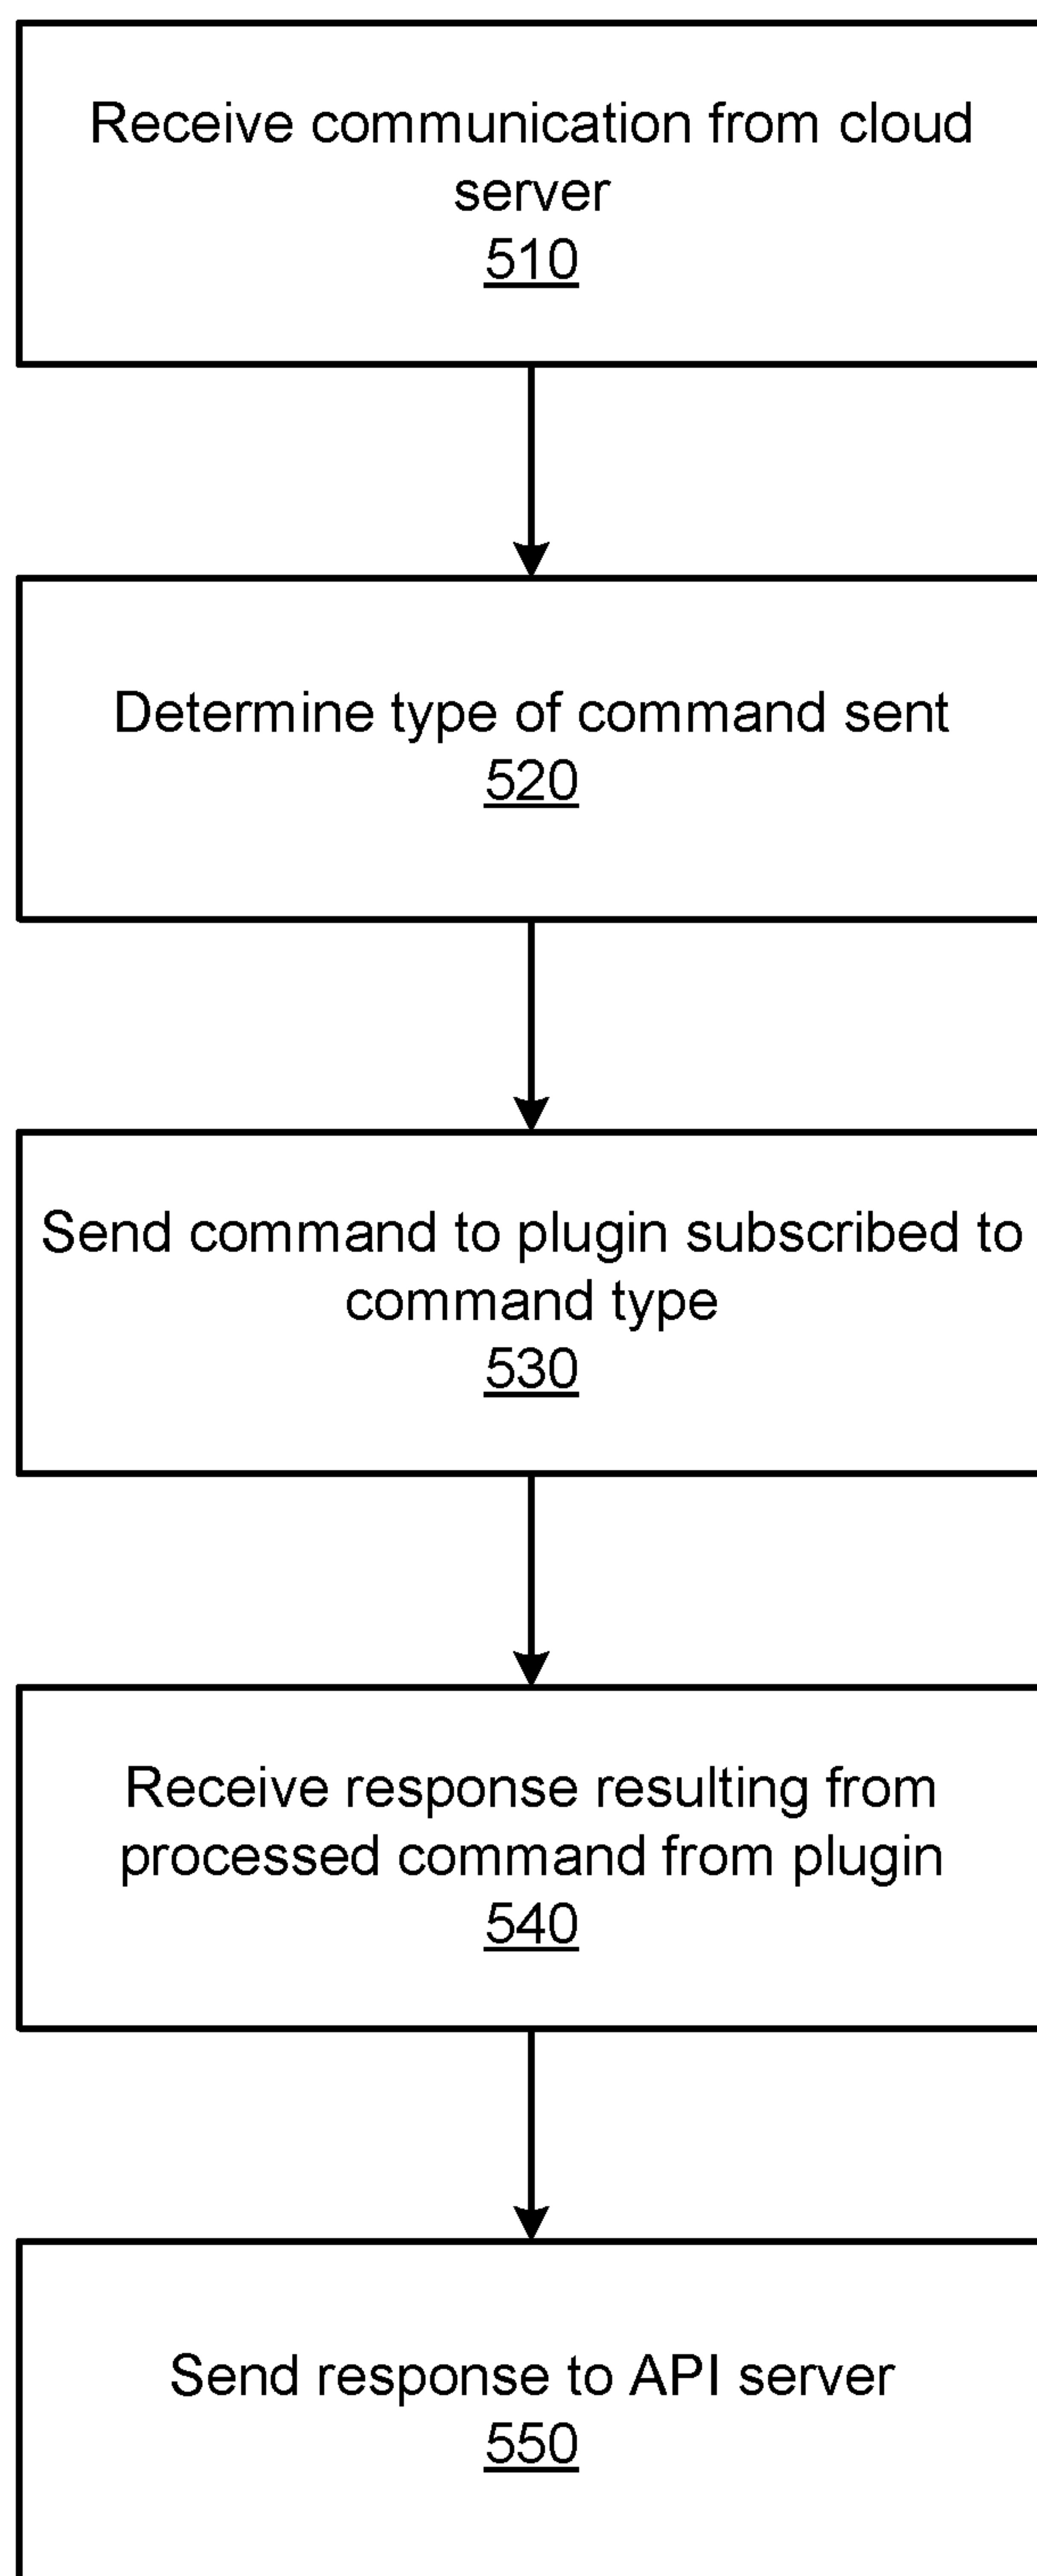 Receive communication from cloud
server
510
Determine type of command sent
520
Send command to plugin subscribed to
command type
530
Receive response resulting from
processed command from plugin
540
Send response to API server
550